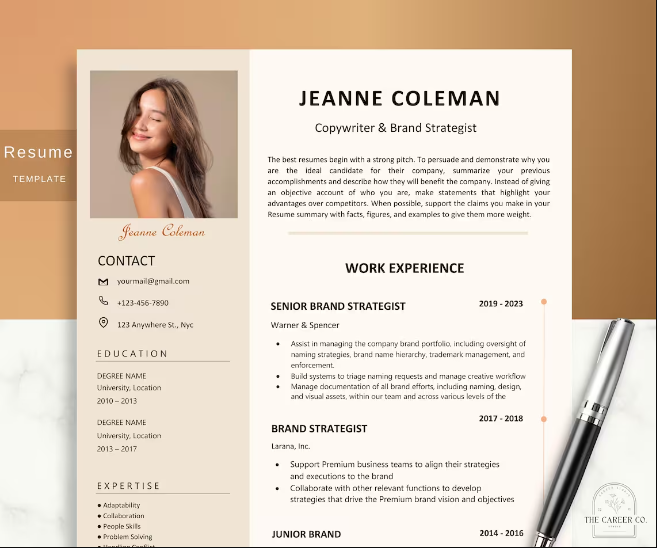 Resume
TEMPLATE
Jeanne Coleman
CONTACT
yourmail@gmail.com
+123-456-7890
123 Anywhere St., Nyc
EDUCATION
DEGREE NAME
University, Location
2010 – 2013
DEGREE NAME
University, Location
2013 – 2017
EXPERTISE
● Adaptability
● Collaboration
● People Skills
● Problem Solving
JEANNE COLEMAN
Copywriter & Brand Strategist
The best resumes begin with a strong pitch. To persuade and demonstrate why you
are the ideal candidate for their company, summarize your previous
accomplishments and describe how they will benefit the company. Instead of giving
an objective account of who you are, make statements that highlight your
advantages over competitors. When possible, support the claims you make in your
Resume summary with facts, figures, and examples to give them more weight.
WORK EXPERIENCE
SENIOR BRAND STRATEGIST 2019 - 2023
Warner & Spencer
• Assist in managing the company brand portfolio, including oversight of
naming strategies, brand name hierarchy, trademark management, and
enforcement.
• Build systems to triage naming requests and manage creative workflow
• Manage documentation of all brand efforts, including naming, design,
and visual assets, within our team and across various levels of the
2017 - 2018
BRAND STRATEGIST
Larana, Inc.
• Support Premium business teams to align their strategies
and executions to the brand
• Collaborate with other relevant functions to develop
strategies that drive the Premium brand vision and objectives
JUNIOR BRAND 2014 - 2016
THE CAREER CO.